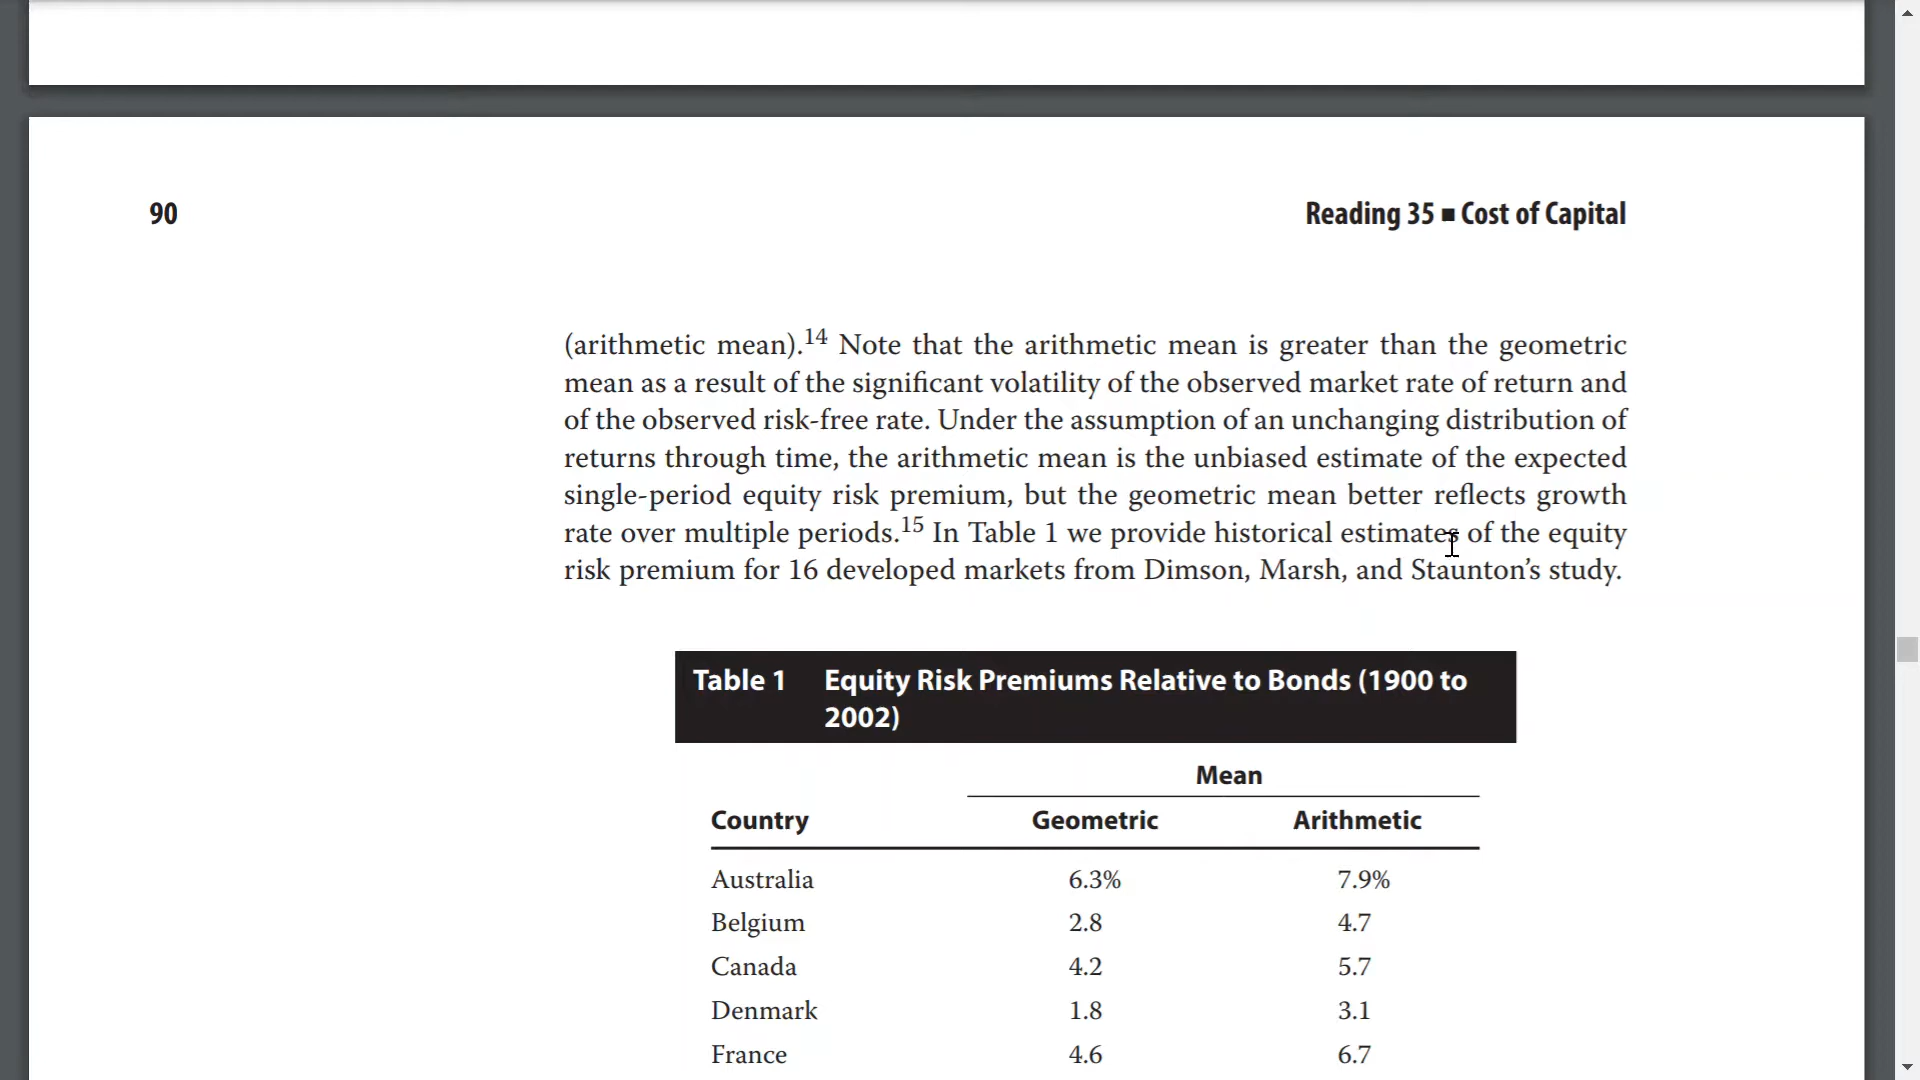 90
Reading 35 ■ Cost of Capital
(arithmetic mean).14 Note that the arithmetic mean is greater than the geometric
mean as a result of the significant volatility of the observed market rate of return and
of the observed risk-free rate. Under the assumption of an unchanging distribution of
returns through time, the arithmetic mean is the unbiased estimate of the expected
single-period equity risk premium, but the geometric mean better reflects growth
rate over multiple periods.15 In Table 1 we provide historical estimates of the equity
risk premium for 16 developed markets from Dimson, Marsh, and Staunton’s study.
Table 1 Equity Risk Premiums Relative to Bonds (1900 to
2002)
Mean
Country Geometric Arithmetic
Australia 6.3% 7.9%
Belgium 2.8 4.7
Canada 4.2 5.7
Denmark 1.8 3.1
France 4.6 6.7